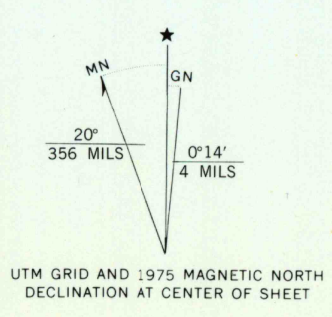 ★
MN
GN
20°
356 MILS
0°14′
4 MILS
UTM GRID AND 1975 MAGNETIC NORTH
DECLINATION AT CENTER OF SHEET